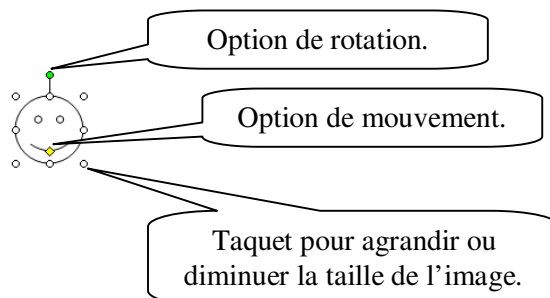 Option de rotation.
Option de mouvement.
Taquet pour agrandir ou
diminuer la taille de l’image.